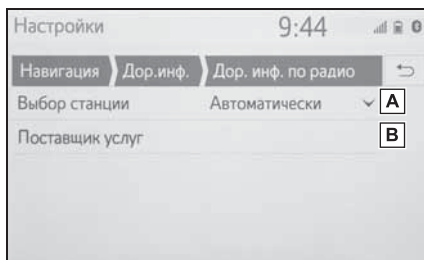 Настройки 9:44
Навигация Дор.инф. Дор. инф. по радио
Выбор станции Автоматически A
Поставщик услуг B